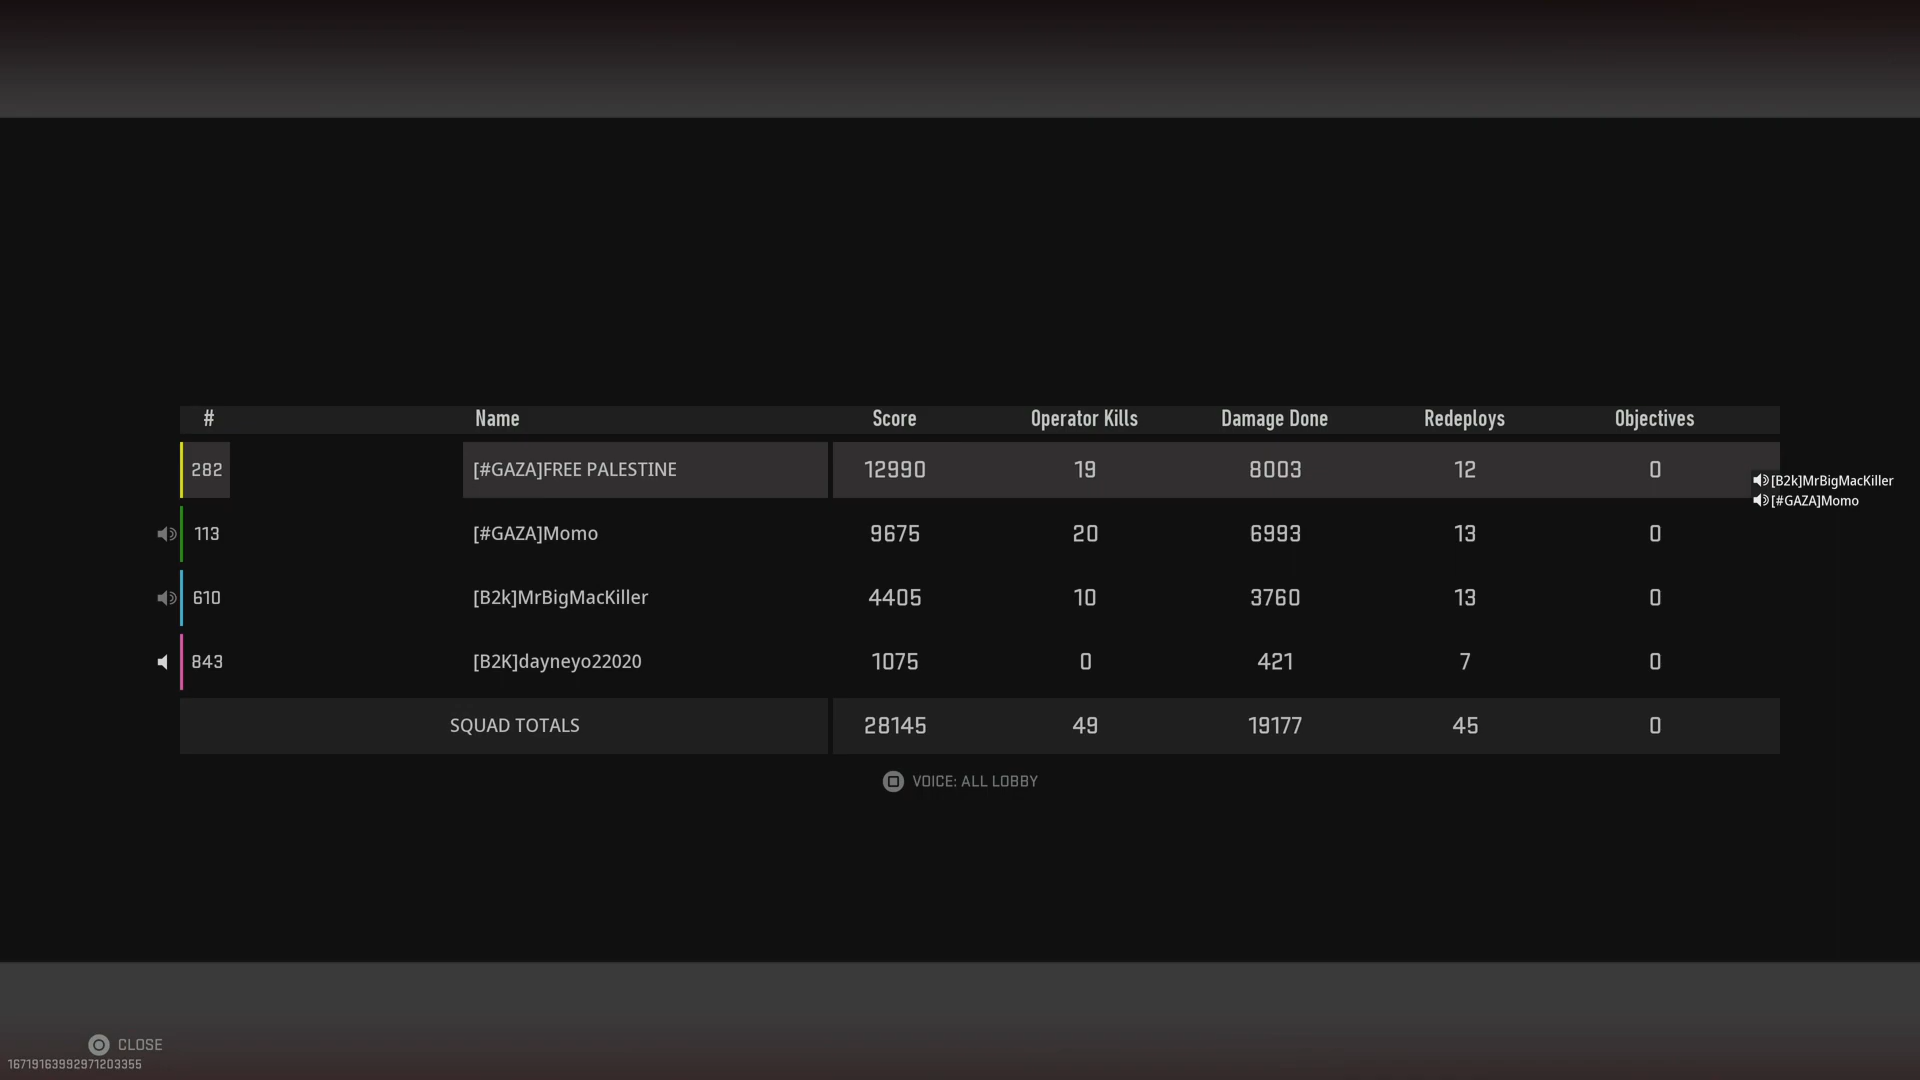 # Name Score Operator Kills Damage Done Redeploys Objectives
282 [#GAZA]FREE PALESTINE 12990 19 8003 12 0
[B2k]MrBigMacKiller
[#GAZA]Momo
113 [#GAZA]Momo 9675 20 6993 13 0
610 [B2k]MrBigMacKiller 4405 10 3760 13 0
843 [B2K]dayneyo22020 1075 0 421 7 0
SQUAD TOTALS 28145 49 19177 45 0
VOICE: ALL LOBBY
CLOSE
16719163992971203355